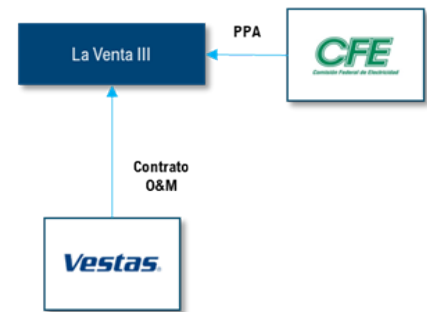 PPA
La Venta III
CFE
Comisión Federal de Electricidad
Contrato
O&M
Vestas.